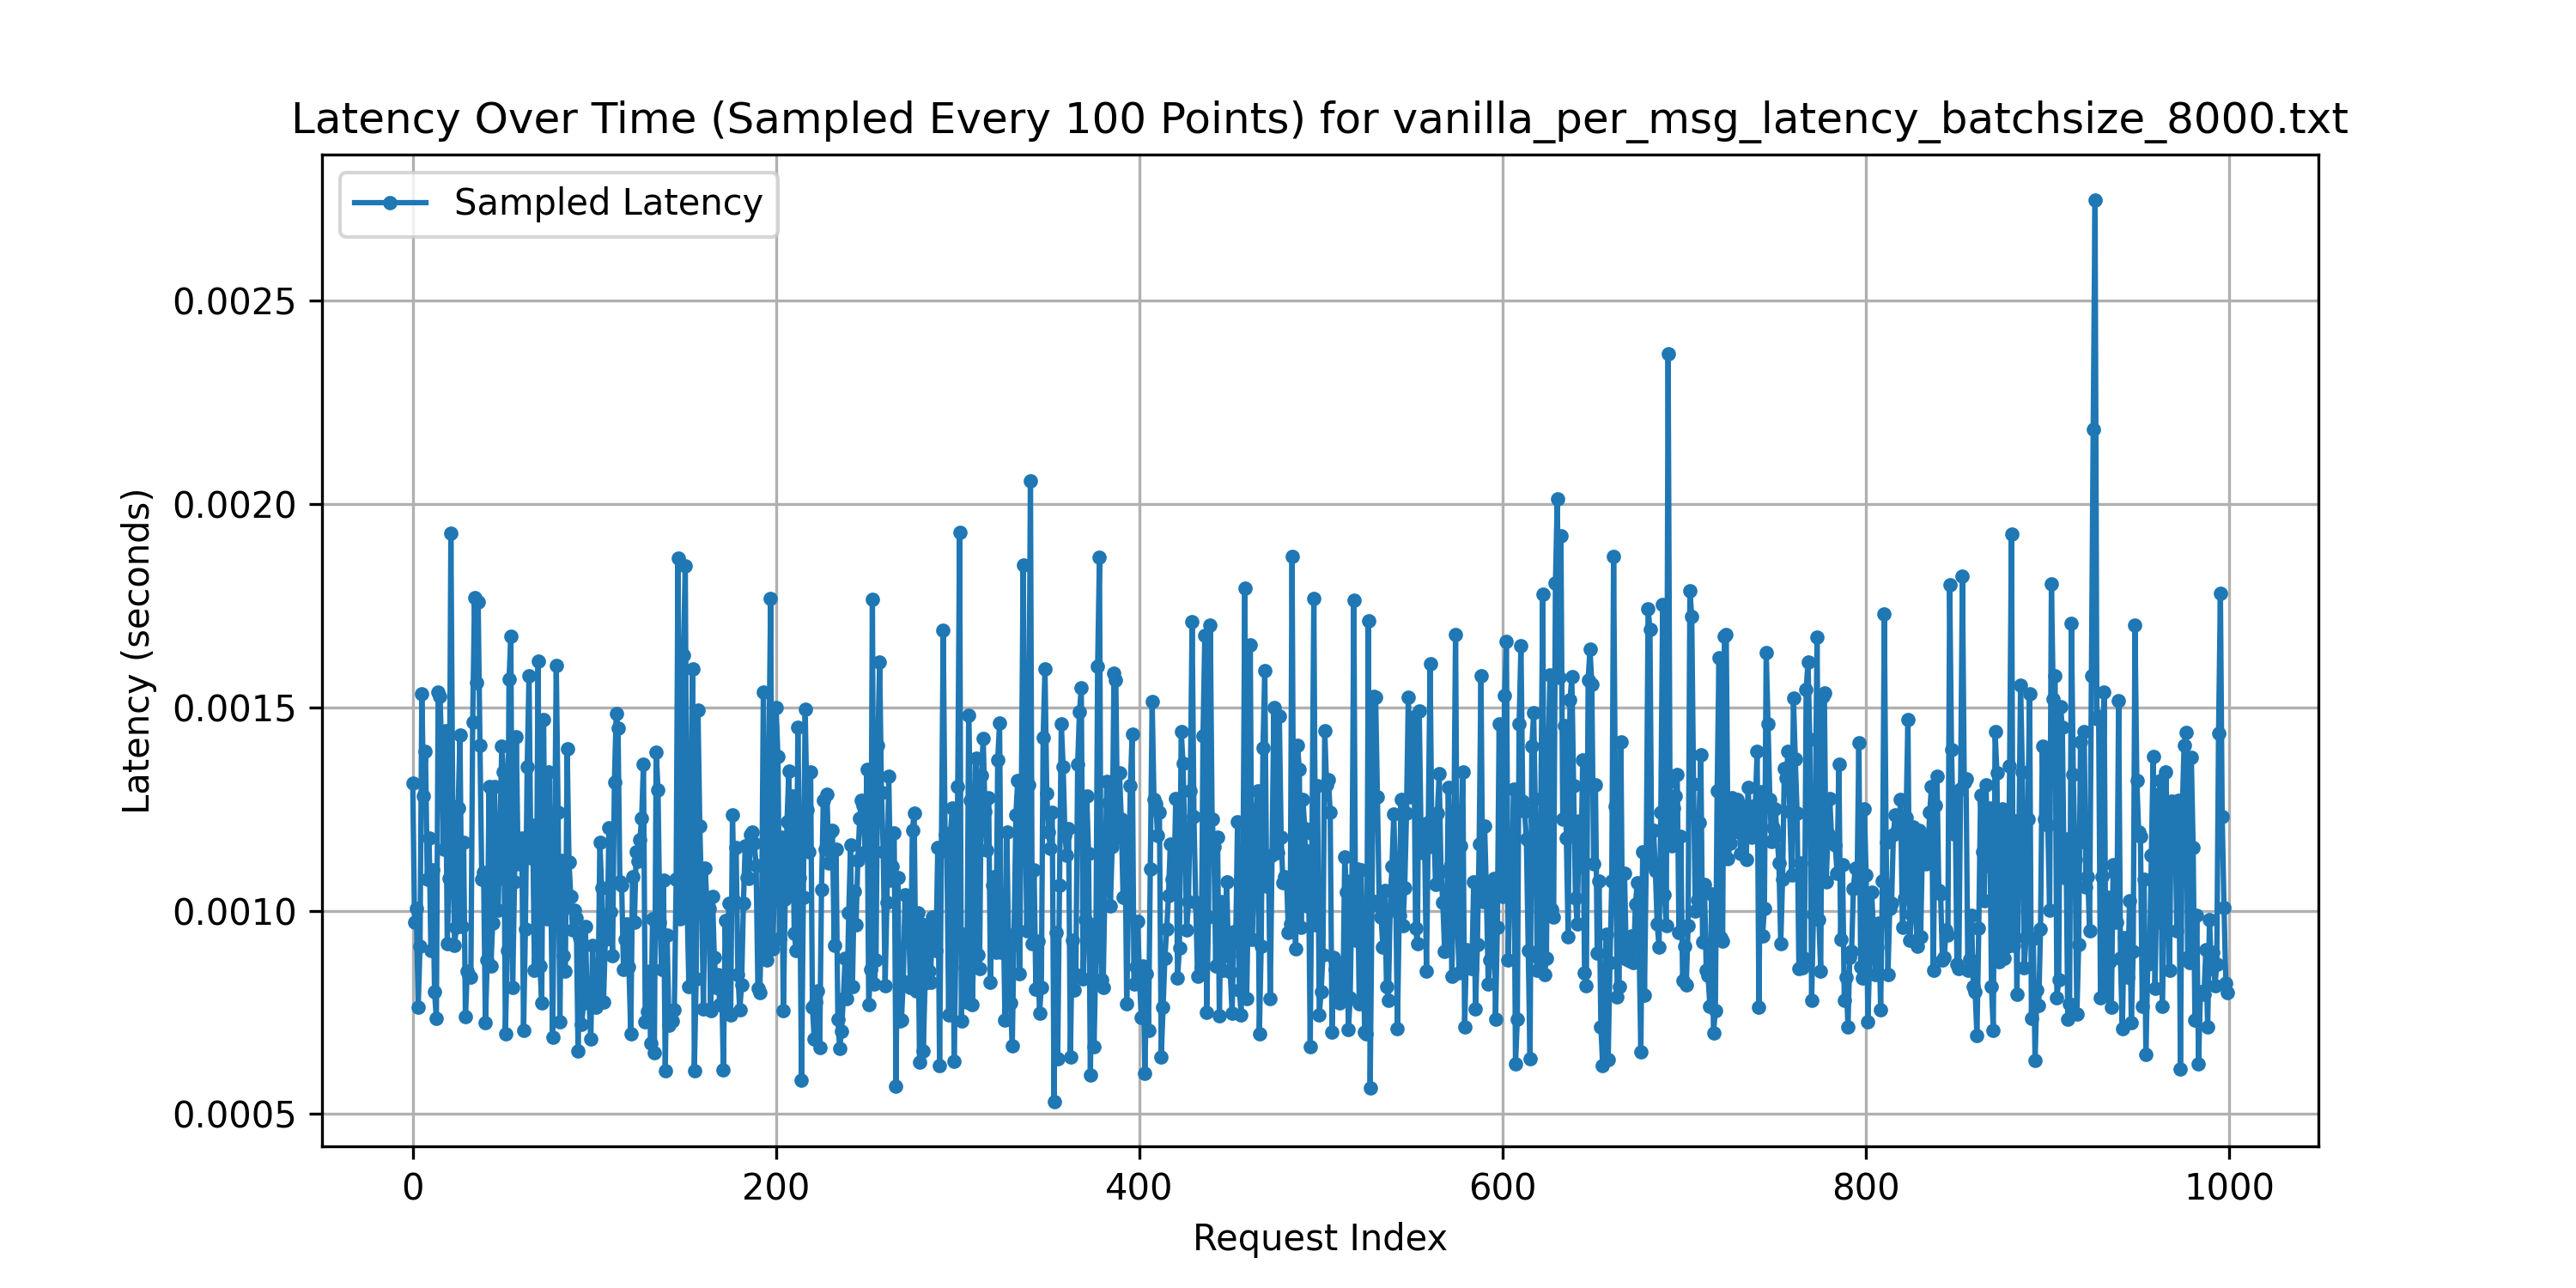 Latency Over Time (Sampled Every 100 Points) for vanilla_per_msg_latency_batchsize_8000.txt
Sampled Latency
Latency (seconds)
0.0025
0.0020
0.0015
0.0010
0.0005
0 200 400 600 800 1000
Request Index